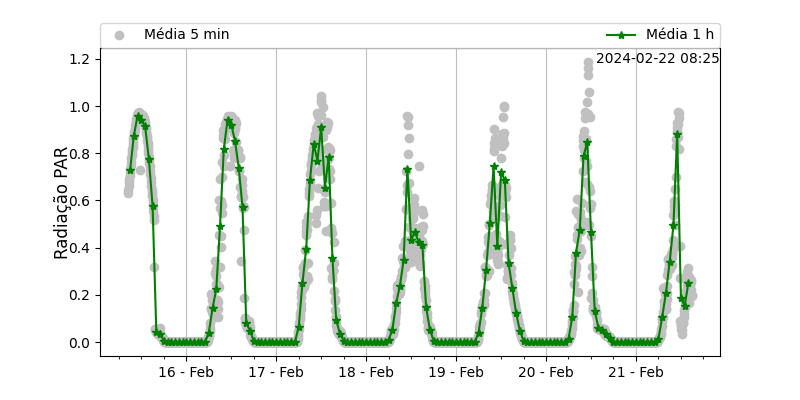 Média 5 min
Média 1 h
2024-02-22 08:25
Radiação PAR
1.2
1.0
0.8
0.6
0.4
0.2
0.0
16 - Feb
17 - Feb
18 - Feb
19 - Feb
20 - Feb
21 - Feb